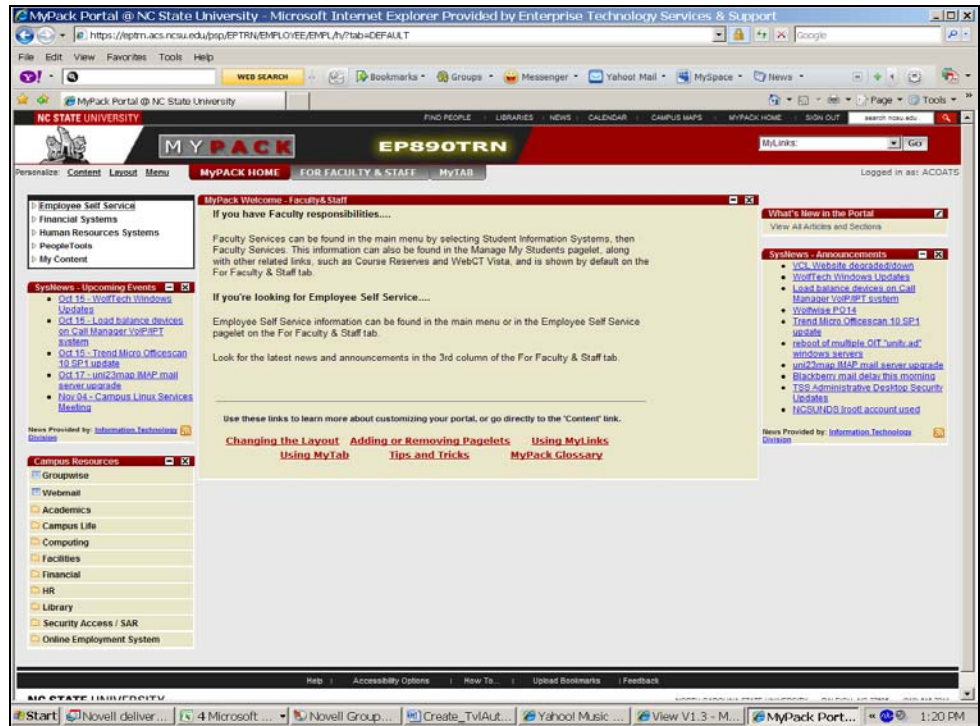 MyPack Portal @ NC State University - Microsoft Internet Explorer Provided by Enterprise Technology Services & Support
https://eptrn.acs.ncsu.edu/psp/EPTRN/EMPLOYEE/EMPL/h/?tab=DEFAULT
Google
File Edit View Favorites Tools Help
WEB SEARCH Bookmarks Groups Messenger Yahoo! Mail MySpace News
MyPack Portal @ NC State University
Page Tools
NC STATE UNIVERSITY
FIND PEOPLE LIBRARIES NEWS CALENDAR CAMPUS MAPS MYPACK HOME SIGN OUT search ncsu.edu
MY PACK
EP890TRN
MyLinks: Go
Personalize: Content Layout Menu
MyPACK HOME FOR FACULTY & STAFF MyTAB
Logged in as: ACOATS
Employee Self Service
Financial Systems
Human Resources Systems
PeopleTools
My Content
SysNews - Upcoming Events
Oct 15 - WolfTech Windows
Updates
Oct 15 - Load balance devices
on Call Manager VoIP/IPT
system
Oct 15 - Trend Micro Officescan
10 SP1 update
Oct 17 - uni23map IMAP mail
server upgrade
Nov 04 - Campus Linux Services
Meeting
News Provided by: Information Technology
Division
Campus Resources
Groupwise
Webmail
Academics
Campus Life
Computing
Facilities
Financial
HR
Library
Security Access / SAR
Online Employment System
MyPack Welcome - Faculty&Staff
If you have Faculty responsibilities....
Faculty Services can be found in the main menu by selecting Student Information Systems, then
Faculty Services. This information can also be found in the Manage My Students pagelet, along
with other related links, such as Course Reserves and WebCT Vista, and is shown by default on the
For Faculty & Staff tab.
If you're looking for Employee Self Service....
Employee Self Service information can be found in the main menu or in the Employee Self Service
pagelet on the For Faculty & Staff tab.
Look for the latest news and announcements in the 3rd column of the For Faculty & Staff tab.
Use these links to learn more about customizing your portal, or go directly to the 'Content' link.
Changing the Layout Adding or Removing Pagelets Using MyLinks
Using MyTab Tips and Tricks MyPack Glossary
What's New in the Portal
View All Articles and Sections
SysNews - Announcements
VCL Website degraded/down
WolfTech Windows Updates
Load balance devices on Call
Manager VoIP/IPT system
Wolfwise PO14
Trend Micro Officescan 10 SP1
update
reboot of multiple OIT "unity.ad"
windows servers
uni23map IMAP mail server upgrade
Blackberry mail delay this morning
TSS Administrative Desktop Security
Updates
NCSUNDS [root] account used
News Provided by: Information Technology
Division
Help Accessibility Options How To... Upload Bookmarks Feedback
NC STATE UNIVERSITY
Start Novell deliver... 4 Microsoft ... Novell Group... Create_TvlAut... Yahoo! Music ... View V1.3 - M... MyPack Port... 1:20 PM